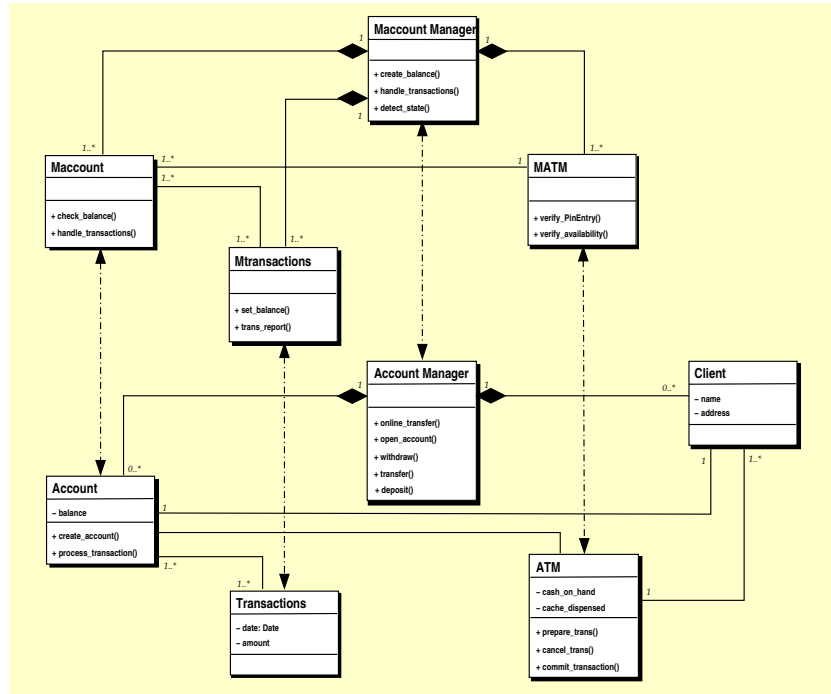 Maccount Manager
+ create_balance()
+ handle_transactions()
+ detect_state()
1
1
1
1..*
1..*
Maccount
+ check_balance()
+ handle_transactions()
1..*
1
1..*
MATM
+ verify_PinEntry()
+ verify_availability()
1..*
1..*
Mtransactions
+ set_balance()
+ trans_report()
Account Manager
+ online_transfer()
+ open_account()
+ withdraw()
+ transfer()
+ deposit()
1
1
0..*
0..*
Client
– name
– address
1
1..*
Account
– balance
+ create_account()
+ process_transaction()
1
1..*
1..*
Transactions
– date: Date
– amount
ATM
– cash_on_hand
– cache_dispensed
+ prepare_trans()
+ cancel_trans()
+ commit_transaction()
1